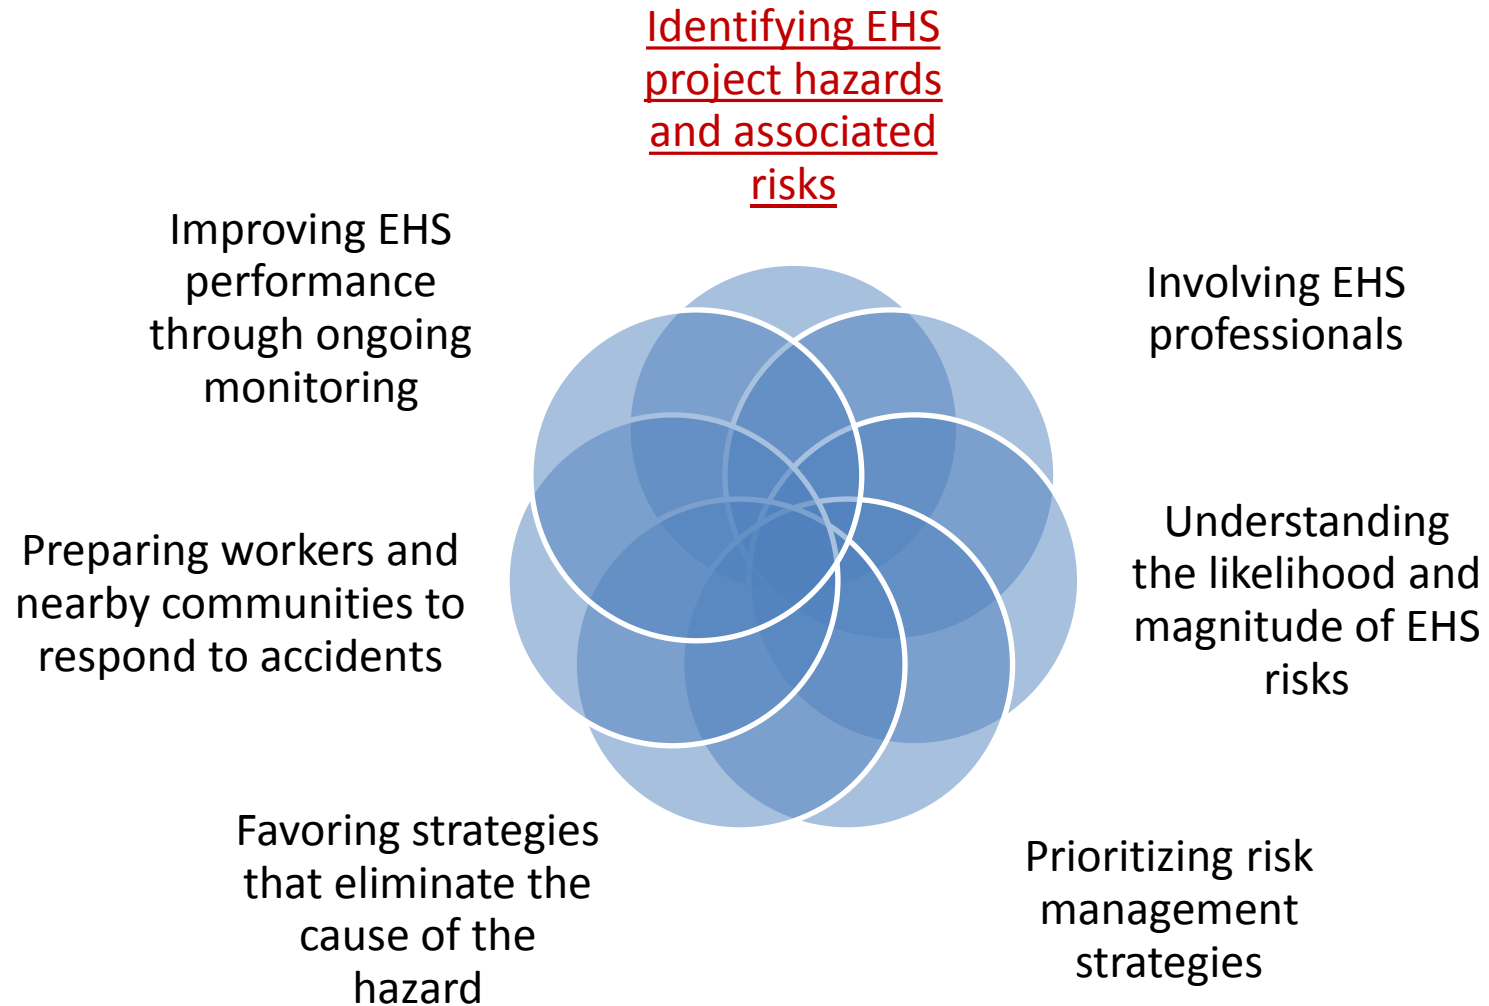 Identifying EHS
project hazards
and associated
risks
Involving EHS
professionals
Understanding
the likelihood and
magnitude of EHS
risks
Prioritizing risk
management
strategies
Favoring strategies
that eliminate the
cause of the
hazard
Preparing workers and
nearby communities to
respond to accidents
Improving EHS
performance
through ongoing
monitoring